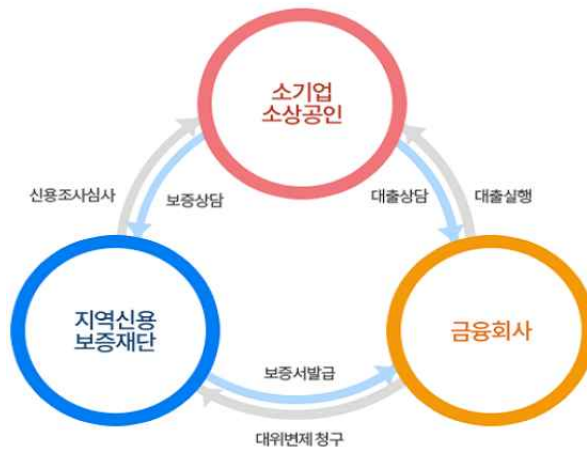 소기업
소상공인
신용조사심사
보증상담
대출상담
대출실행
지역신용
보증재단
금융회사
보증서발급
대위변제 청구